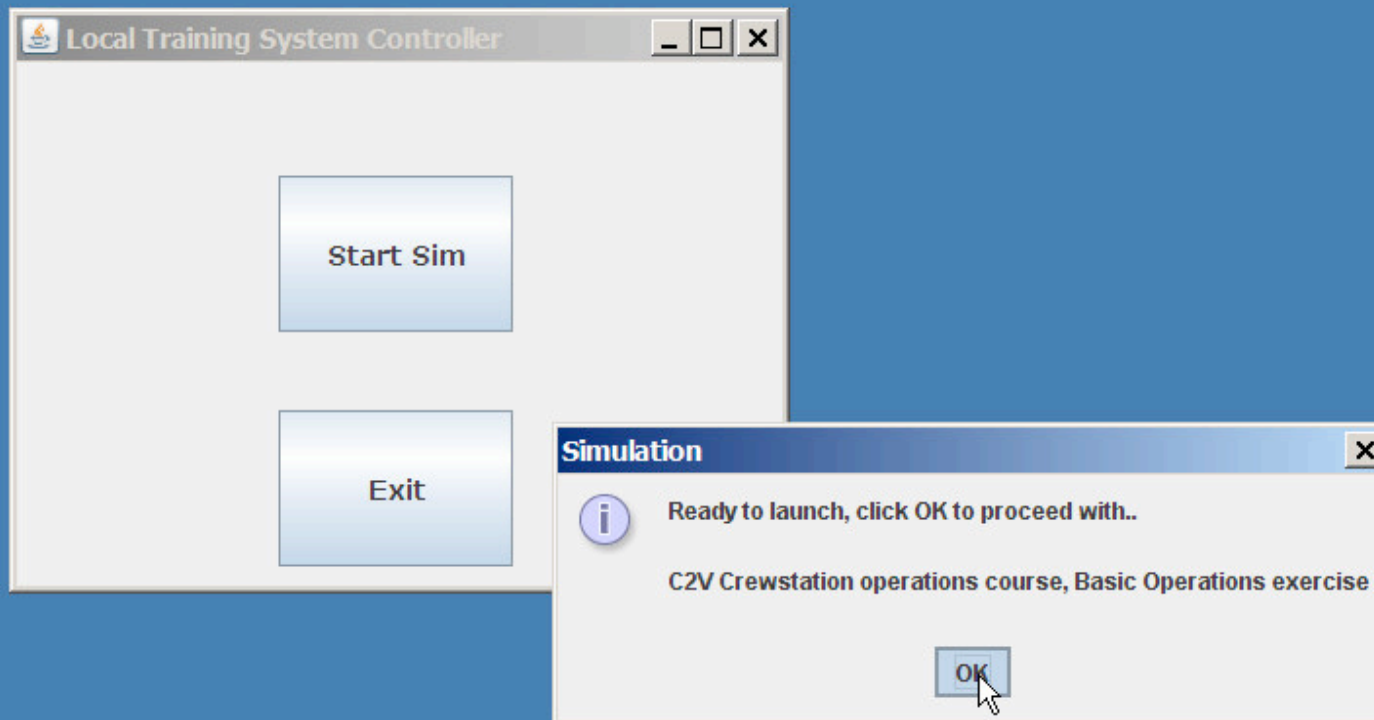 Local Training System Controller
Start Sim
Exit
Simulation
Ready to launch, click OK to proceed with..
C2V Crewstation operations course, Basic Operations exercise
OK